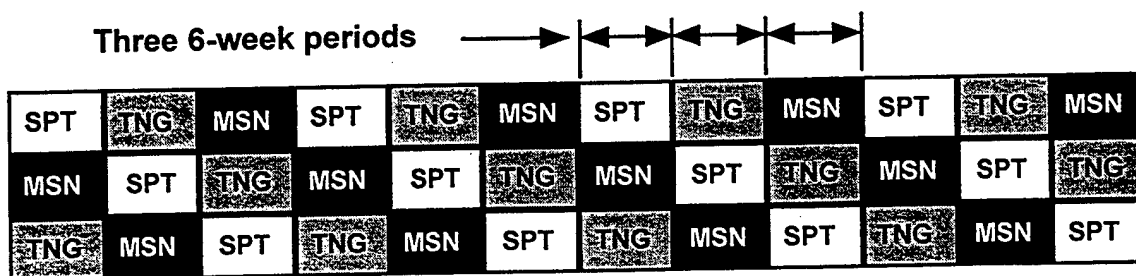 Three 6-week periods
SPT TNG MSN SPT TNG MSN SPT TNG MSN SPT TNG MSN
MSN SPT TNG MSN SPT TNG MSN SPT TNG MSN SPT TNG
TNG MSN SPT TNG MSN SPT TNG MSN SPT TNG MSN SPT